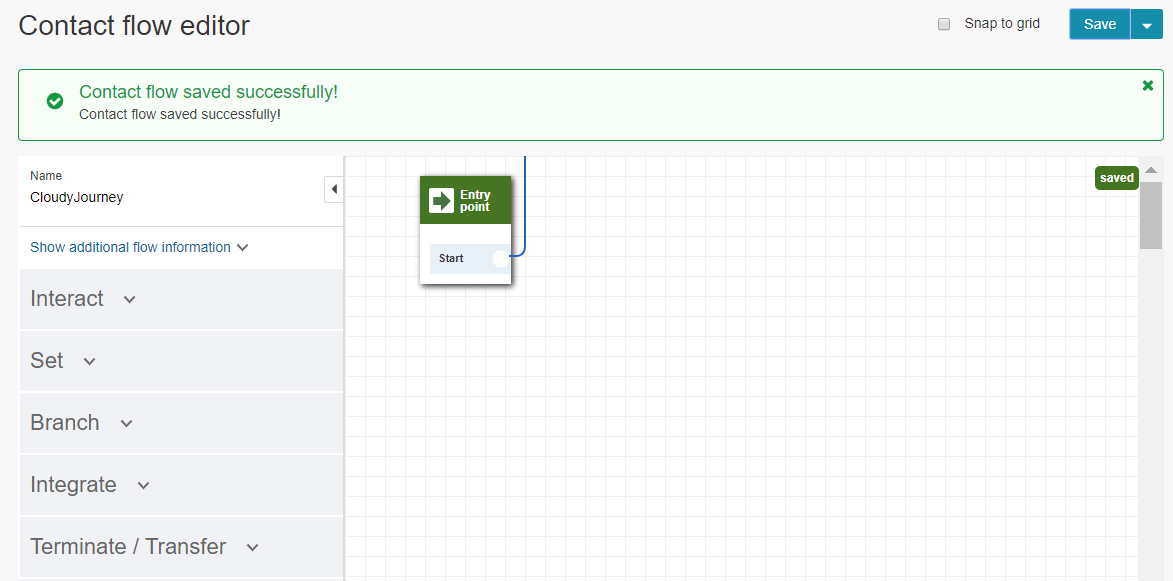 Contact flow editor
Snap to grid
Save
Contact flow saved successfully!
Contact flow saved successfully!
Name
CloudyJourney
saved
Entry
point
Show additional flow information
Start
Interact
Set
Branch
Integrate
Terminate / Transfer